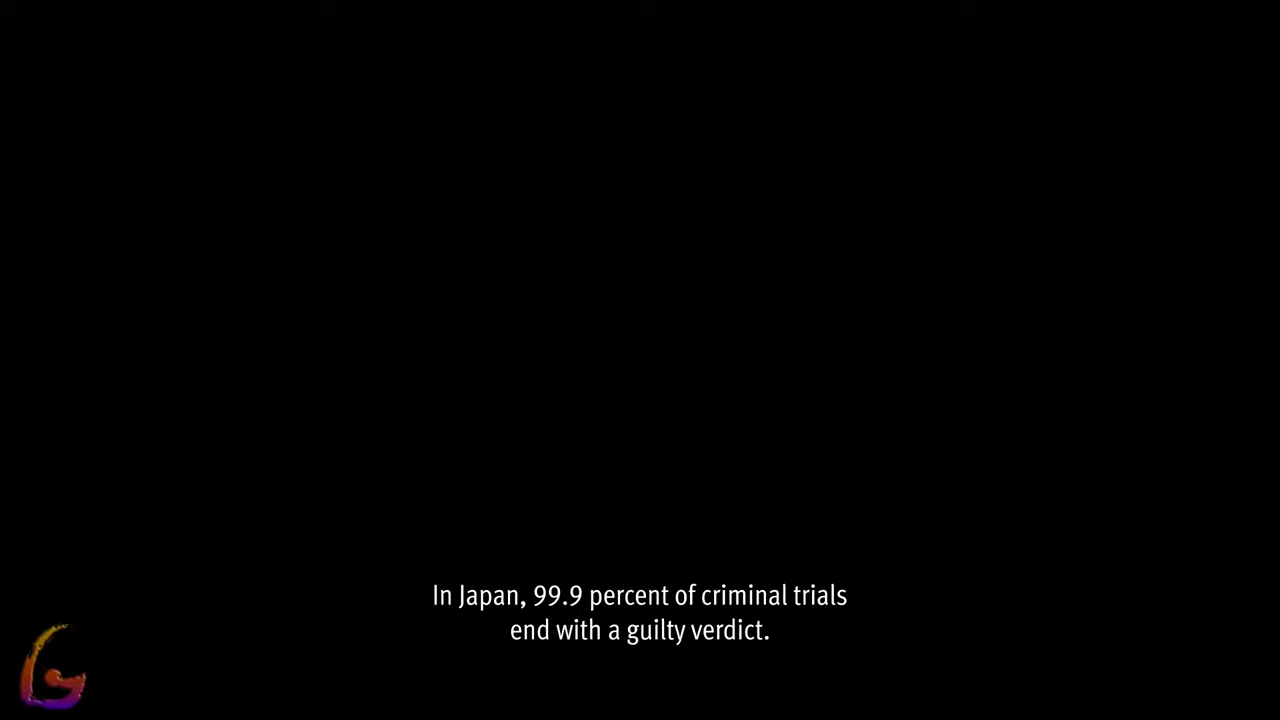 In Japan, 99.9 percent of criminal trials
end with a guilty verdict.